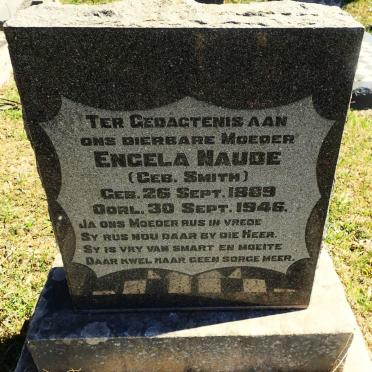 TER GEDAGTENIS AAN
ONS DIERBARE MOEDER
ENGELA NAUDE
(GEB. SMITH)
GEB. 26 SEPT. 1869
OORL. 30 SEPT. 1946.
JA ONS MOEDER RUS IN VREDE
SY RUS NOU DAAR BY DIE HEER.
SY IS VRY VAN SMART EN MOEITE
DAAR KWEL HAAR GEEN SORGE MEER.